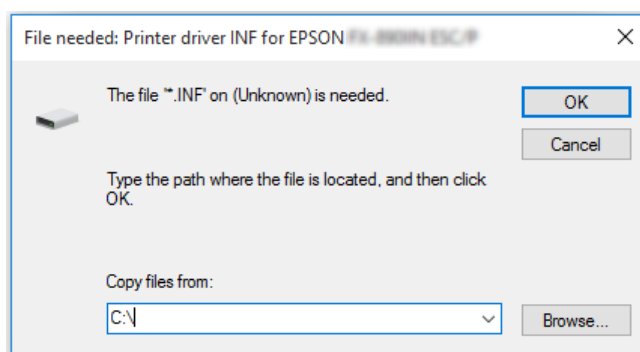 File needed: Printer driver INF for EPSON
The file '*.INF' on (Unknown) is needed.
OK
Cancel
Type the path where the file is located, and then click
OK.
Copy files from:
C:\
Browse...